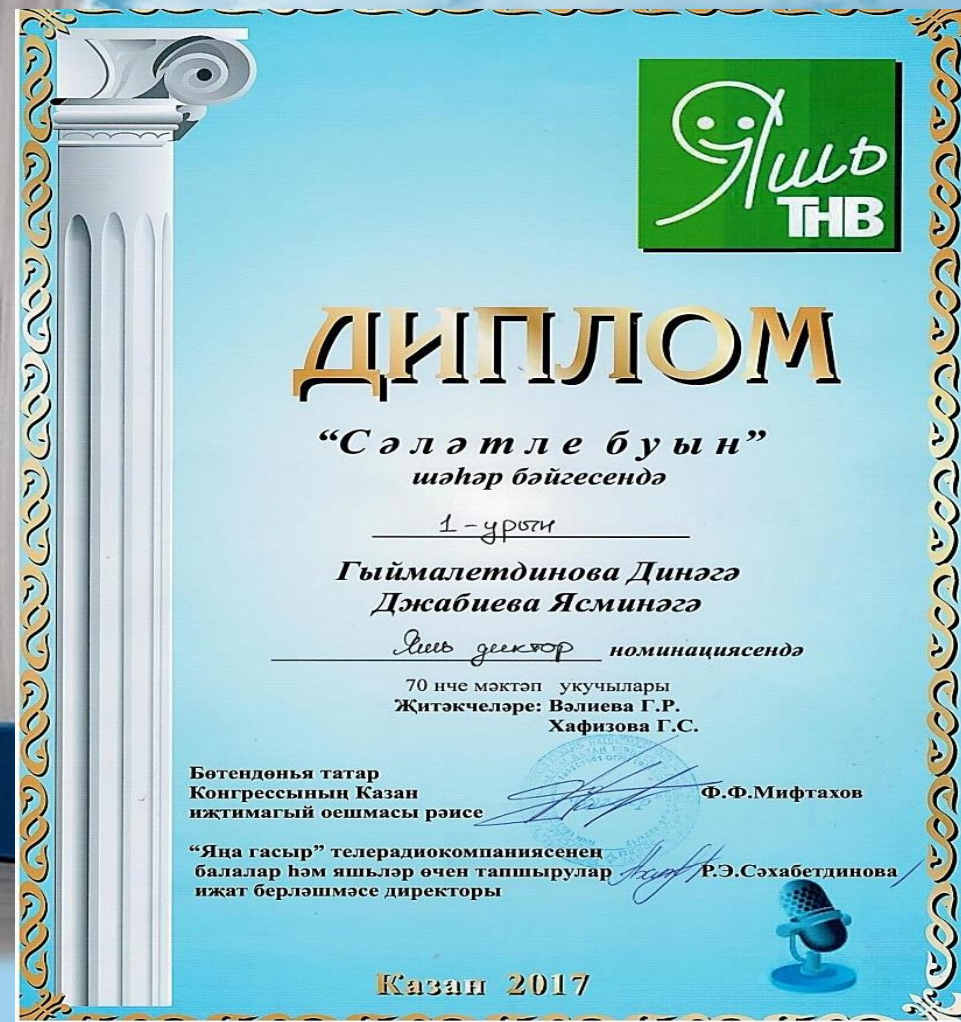 Яшь
ТНВ
ДИПЛОМ
“Сәләтле буын”
шәһәр бәйгесендә
1-урын
Гыймалетдинова Динәгә
Джабиева Ясминәгә
Яшь диктор номинациясендә
70 нче мәктәп укучылары
Җитәкчеләре: Вәлиева Г.Р.
Хафизова Г.С.
Бөтендөнья татар
Конгрессының Казан
иҗтимагый оешмасы рәисе
Ф.Ф.Мифтахов
“Яңа гасыр” телерадиокомпаниясенең
балалар һәм яшьләр өчен тапшырулар
иҗат берләшмәсе директоры
Р.Э.Сәхабетдинова
Казан 2017